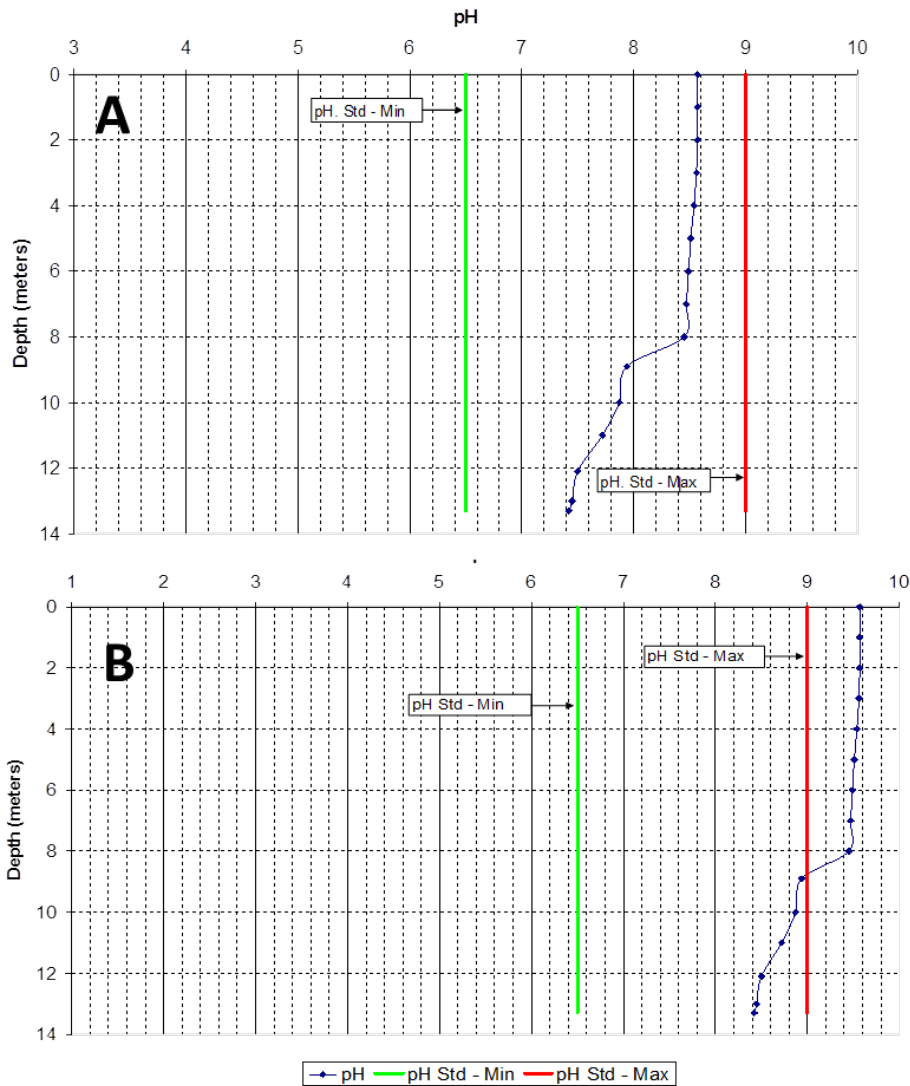 pH
3 4 5 6 7 8 9 10
0
A
pH. Std - Min
2
4
6
Depth (meters)
8
10
12
pH. Std - Max
14
1 2 3 4 5 6 7 8 9 10
0
B
pH Std - Max
2
pH Std - Min
4
6
Depth (meters)
8
10
12
14
pH pH Std - Min pH Std - Max